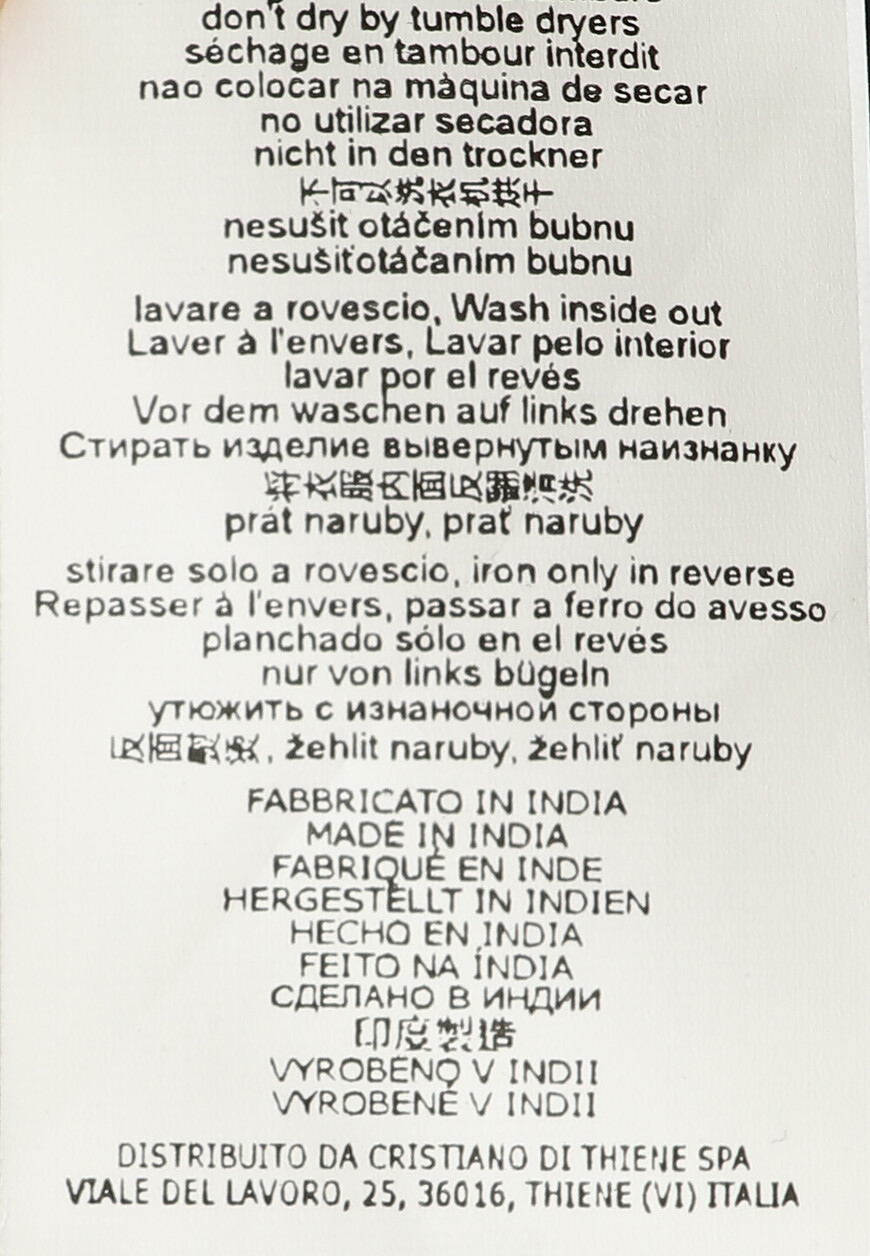 don't dry by tumble dryers
séchage en tambour interdit
nao colocar na màquina de secar
no utilizar secadora
nicht in den trockner
nesušit otáčením bubnu
nesušiťotáčaním bubnu
lavare a rovescio, Wash inside out
Laver à l'envers, Lavar pelo interior
lavar por el revés
Vor dem waschen auf links drehen
Стирать изделие вывернутым наизнанку
prát naruby, prať naruby
stirare solo a rovescio, iron only in reverse
Repasser à l'envers, passar a ferro do avesso
planchado sólo en el revés
nur von links bügeln
утюжить с изнаночной стороны
, žehlit naruby, žehliť naruby
FABBRICATO IN INDIA
MADE IN INDIA
FABRIQUÉ EN INDE
HERGESTELLT IN INDIEN
HECHO EN INDIA
FEITO NA ÍNDIA
СДЕЛАНО В ИНДИИ
印度製造
VYROBENO V INDII
VYROBENÉ V INDII
DISTRIBUITO DA CRISTIANO DI THIENE SPA
VIALE DEL LAVORO, 25, 36016, THIENE (VI) ITALIA